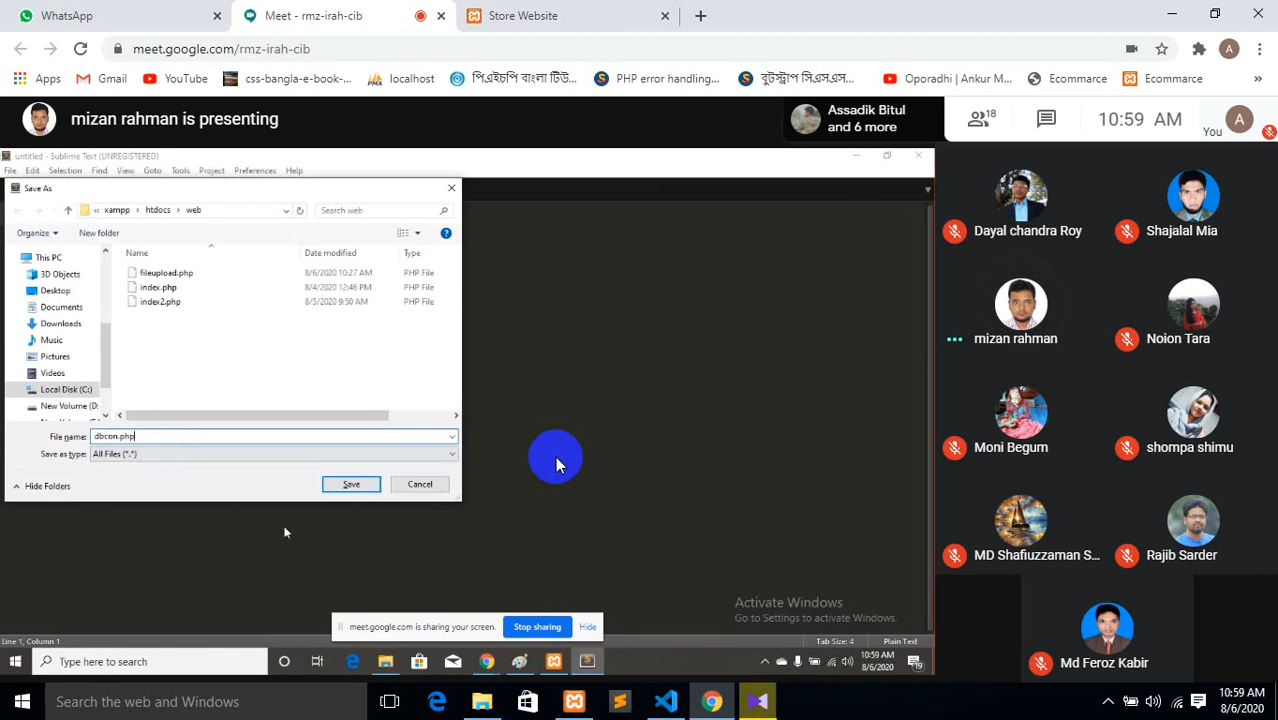 WhatsApp
Meet - rmz-irah-cib
Store Website
meet.google.com/rmz-irah-cib
A
Apps
Gmail
YouTube
css-bangla-e-book-...
localhost
পিএইচপি বাংলা টিউ...
PHP error handling...
বুটস্ট্রাপ সিএসএস...
Oporadhi | Ankur M...
Ecommerce
Ecommerce
»
mizan rahman is presenting
Assadik Bitul
and 6 more
18
10:59 AM
You
A
untitled - Sublime Text (UNREGISTERED)
File Edit Selection Find View Goto Tools Project Preferences Help
Save As
« xampp › htdocs › web
Search web
Organize
New folder
Name
Date modified
Type
This PC
3D Objects
Desktop
Documents
Downloads
Music
Pictures
Videos
Local Disk (C:)
New Volume (D:
fileupload.php 8/6/2020 10:27 AM PHP File
index.php 8/4/2020 12:46 PM PHP File
index2.php 8/5/2020 9:50 AM PHP File
File name: dbcon.php
Save as type: All Files (*.*)
Hide Folders
Save
Cancel
Dayal chandra Roy
Shajalal Mia
mizan rahman
Noion Tara
Moni Begum
shompa shimu
MD Shafiuzzaman S...
Rajib Sarder
Md Feroz Kabir
Activate Windows
Go to Settings to activate Windows.
meet.google.com is sharing your screen.
Stop sharing
Hide
Line 1, Column 1
Tab Size: 4
Plain Text
Type here to search
10:59 AM
8/6/2020
19
Search the web and Windows
10:59 AM
8/6/2020